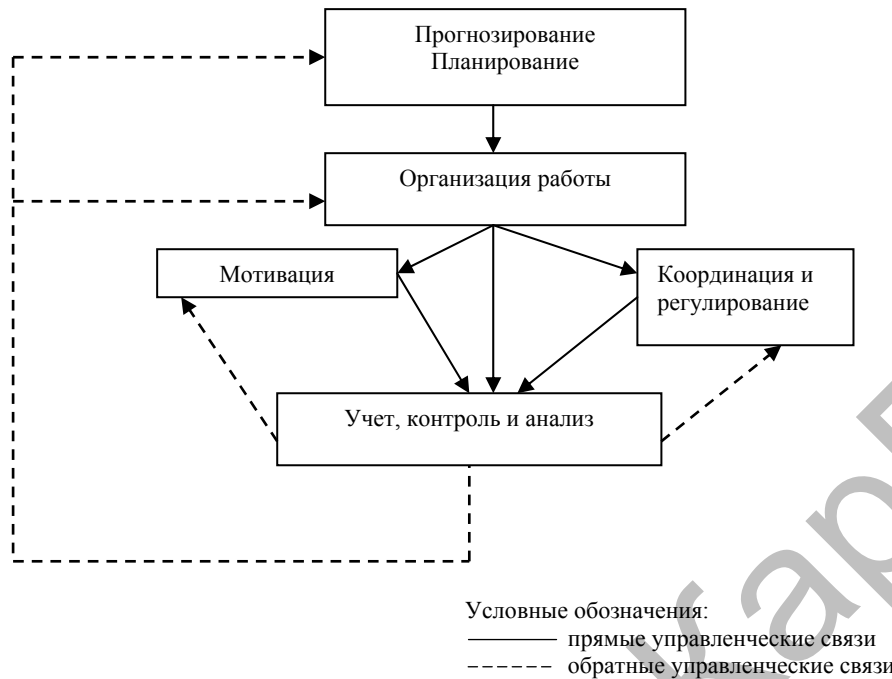 Прогнозирование
Планирование
Организация работы
Мотивация
Координация и
регулирование
Учет, контроль и анализ
Условные обозначения:
прямые управленческие связи
обратные управленческие связи